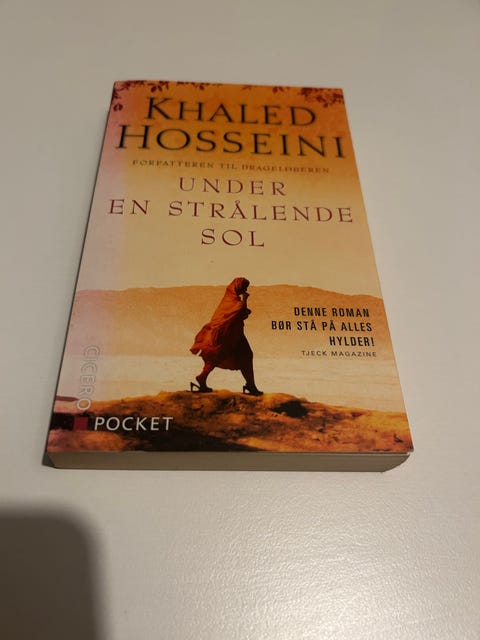 KHALED
HOSSEINI
FORFATTEREN TIL DRAGELØBEREN
UNDER
EN STRÅLENDE
SOL
DENNE ROMAN
BØR STÅ PÅ ALLES
HYLDER!
TJECK MAGAZINE
CICERO
POCKET